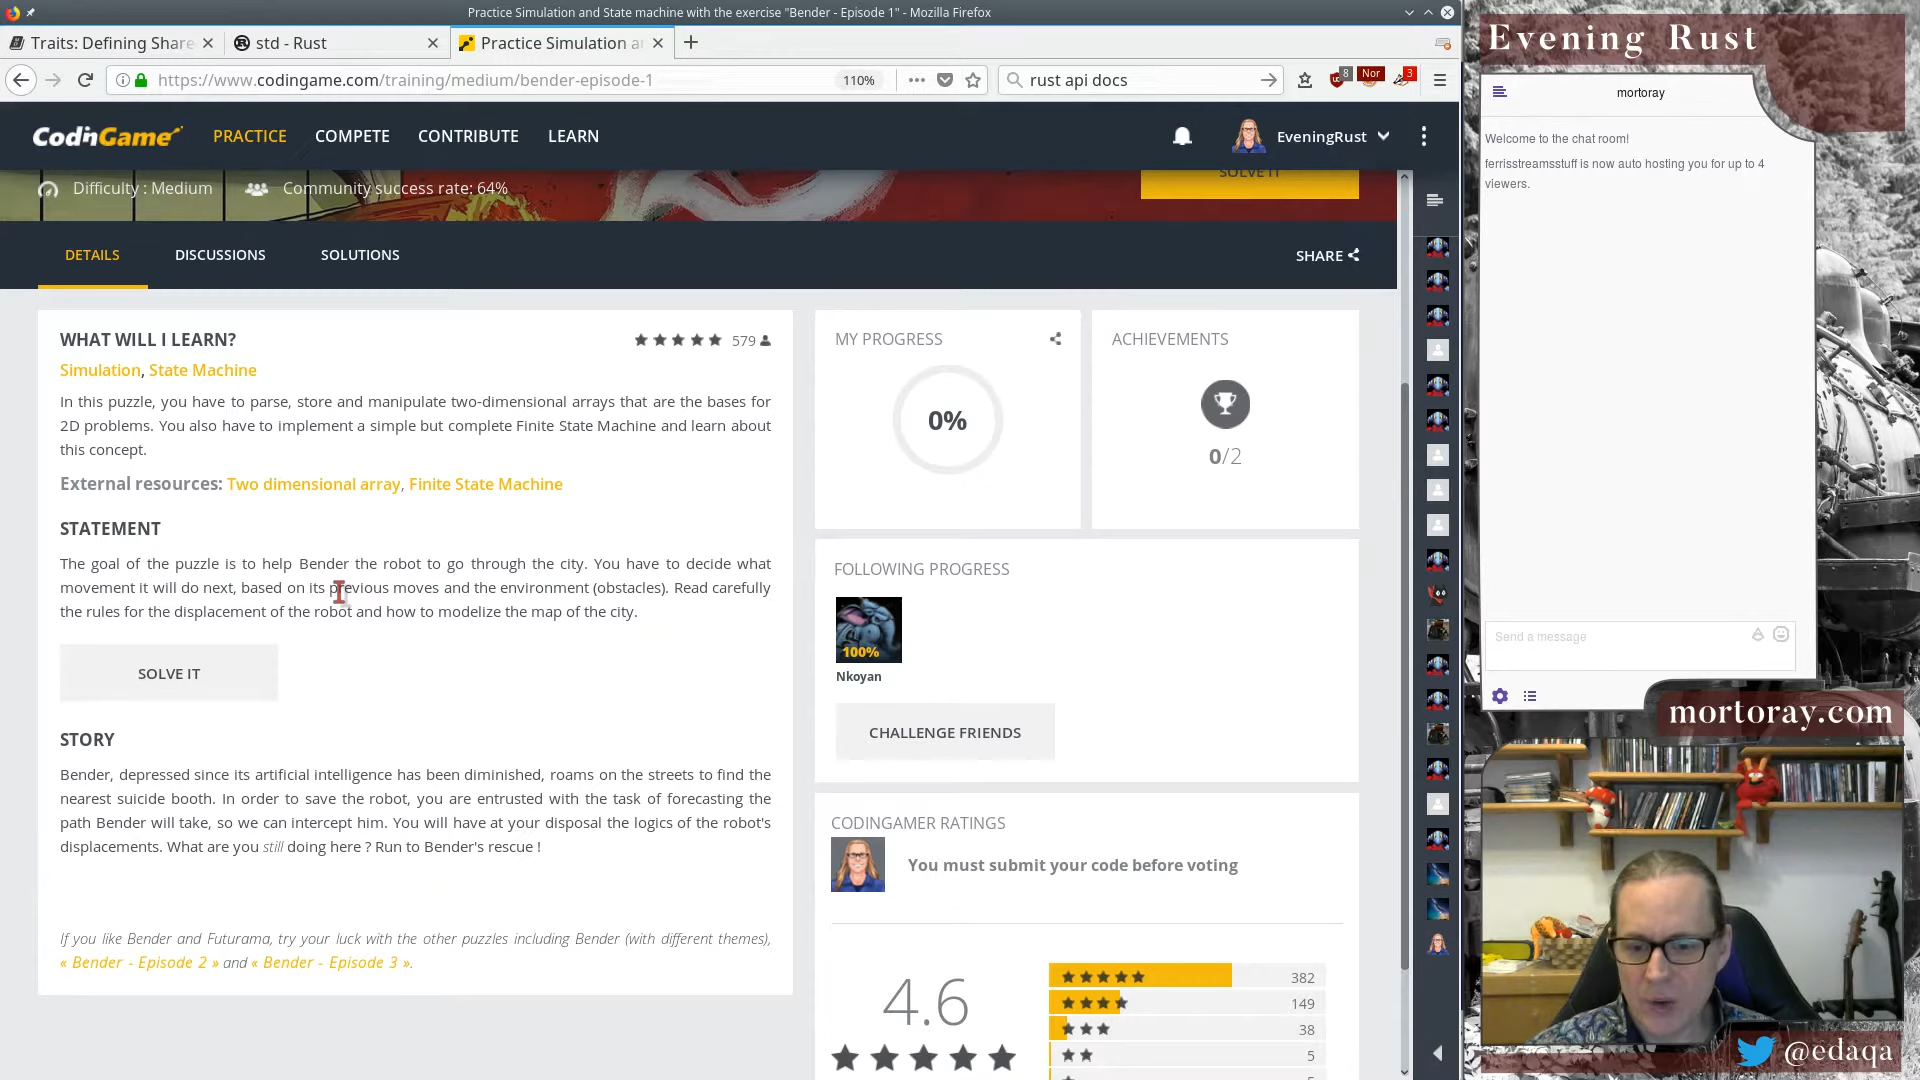 Practice Simulation and State machine with the exercise "Bender - Episode 1" - Mozilla Firefox
Traits: Defining Share
std - Rust
Practice Simulation a
https://www.codingame.com/training/medium/bender-episode-1
110%
rust api docs
8
Nor
3
CodinGame
PRACTICE
COMPETE
CONTRIBUTE
LEARN
EveningRust
Difficulty : Medium
Community success rate: 64%
SOLVE IT
DETAILS
DISCUSSIONS
SOLUTIONS
SHARE
WHAT WILL I LEARN?
579
Simulation, State Machine
In this puzzle, you have to parse, store and manipulate two-dimensional arrays that are the bases for
2D problems. You also have to implement a simple but complete Finite State Machine and learn about
this concept.
External resources: Two dimensional array, Finite State Machine
STATEMENT
The goal of the puzzle is to help Bender the robot to go through the city. You have to decide what
movement it will do next, based on its previous moves and the environment (obstacles). Read carefully
the rules for the displacement of the robot and how to modelize the map of the city.
SOLVE IT
STORY
Bender, depressed since its artificial intelligence has been diminished, roams on the streets to find the
nearest suicide booth. In order to save the robot, you are entrusted with the task of forecasting the
path Bender will take, so we can intercept him. You will have at your disposal the logics of the robot's
displacements. What are you still doing here ? Run to Bender's rescue !
If you like Bender and Futurama, try your luck with the other puzzles including Bender (with different themes),
« Bender - Episode 2 » and « Bender - Episode 3 ».
MY PROGRESS
0%
ACHIEVEMENTS
0/2
FOLLOWING PROGRESS
100%
Nkoyan
CHALLENGE FRIENDS
CODINGAMER RATINGS
You must submit your code before voting
4.6
382
149
38
5
Evening Rust
mortoray
Welcome to the chat room!
ferrisstreamsstuff is now auto hosting you for up to 4
viewers.
Send a message
mortoray.com
@edaqa